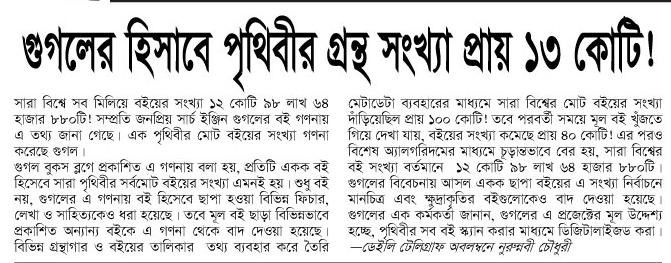 গুগলের হিসাবে পৃথিবীর গ্রন্থ সংখ্যা প্রায় ১৩ কোটি!
সারা বিশ্বে সব মিলিয়ে বইয়ের সংখ্যা ১২ কোটি ৯৮ লাখ ৬৪
হাজার ৮৮০টি! সম্প্রতি জনপ্রিয় সার্চ ইঞ্জিন গুগলের বই গণনায়
এ তথ্য জানা গেছে। এক পৃথিবীর মোট বইয়ের সংখ্যা গণনা
করেছে গুগল।
গুগল বুকস ব্লগে প্রকাশিত এ গণনায় বলা হয়, প্রতিটি একক বই
হিসেবে সারা পৃথিবীর সর্বমোট বইয়ের সংখ্যা এমনই হয়। শুধু বই
নয়, গুগলের এ গণনায় বই হিসেবে ছাপা হওয়া বিভিন্ন ফিচার,
লেখা ও সাহিত্যকেও ধরা হয়েছে। তবে মূল বই ছাড়া বিভিন্নভাবে
প্রকাশিত অন্যান্য বইকে এ গণনা থেকে বাদ দেওয়া হয়েছে।
বিভিন্ন গ্রন্থাগার ও বইয়ের তালিকার তথ্য ব্যবহার করে তৈরি
মেটাডেটা ব্যবহারের মাধ্যমে সারা বিশ্বের মোট বইয়ের সংখ্যা
দাঁড়িয়েছিল প্রায় ১০০ কোটি! তবে পরবর্তী সময়ে মূল বই খুঁজতে
গিয়ে দেখা যায়, বইয়ের সংখ্যা কমেছে প্রায় ৪০ কোটি! এর পরও
বিশেষ অ্যালগরিদমের মাধ্যমে চূড়ান্তভাবে বের হয়, সারা বিশ্বের
বই সংখ্যা বর্তমানে ১২ কোটি ৯৮ লাখ ৬৪ হাজার ৮৮০টি।
গুগলের বিবেচনায় আসল একক ছাপা বইয়ের এ সংখ্যা নির্বাচনে
মানচিত্র এবং ক্ষুদ্রাকৃতির বইগুলোকেও বাদ দেওয়া হয়েছে।
গুগলের এক কর্মকর্তা জানান, গুগলের এ প্রজেক্টের মূল উদ্দেশ্য
হচ্ছে, পৃথিবীর সব বই স্ক্যান করার মাধ্যমে ডিজিটালাইজড করা।
—ডেইলি টেলিগ্রাফ অবলম্বনে নুরুন্নবী চৌধুরী